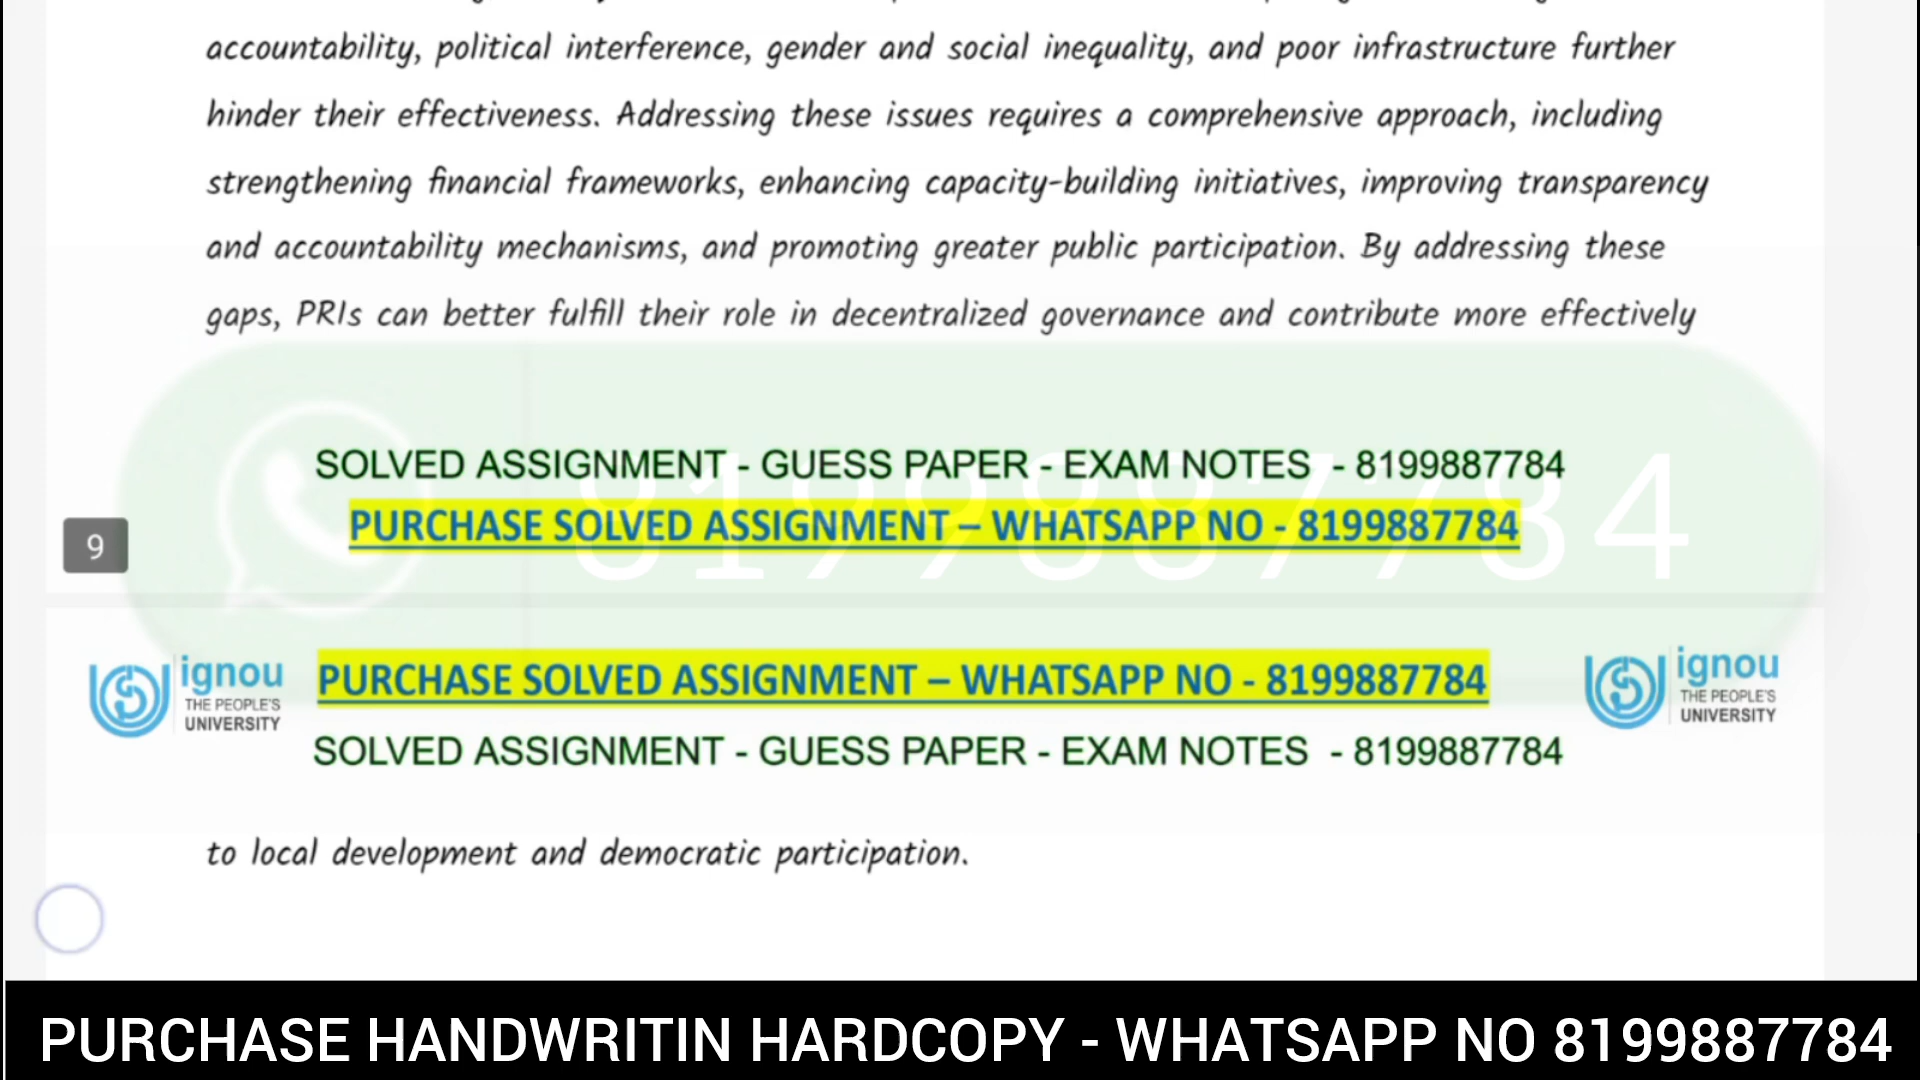 accountability, political interference, gender and social inequality, and poor infrastructure further
hinder their effectiveness. Addressing these issues requires a comprehensive approach, including
strengthening financial frameworks, enhancing capacity-building initiatives, improving transparency
and accountability mechanisms, and promoting greater public participation. By addressing these
gaps, PRIs can better fulfill their role in decentralized governance and contribute more effectively
SOLVED ASSIGNMENT - GUESS PAPER - EXAM NOTES - 8199887784
8199887784
PURCHASE SOLVED ASSIGNMENT – WHATSAPP NO - 8199887784
9
ignou
THE PEOPLE'S
UNIVERSITY
PURCHASE SOLVED ASSIGNMENT – WHATSAPP NO - 8199887784
ignou
THE PEOPLE'S
UNIVERSITY
SOLVED ASSIGNMENT - GUESS PAPER - EXAM NOTES - 8199887784
to local development and democratic participation.
PURCHASE HANDWRITIN HARDCOPY - WHATSAPP NO 8199887784